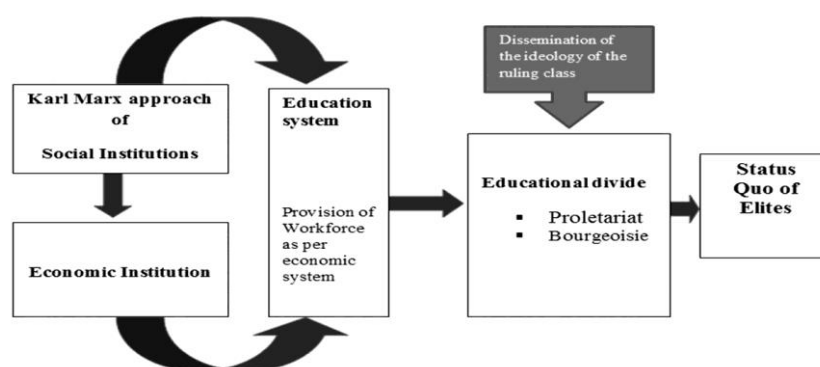 Karl Marx approach
of
Social Institutions
Economic Institution
Education
system
Provision of
Workforce
as per
economic
system
Dissemination of
the ideology of the
ruling class
Educational divide
▪ Proletariat
▪ Bourgeoisie
Status
Quo of
Elites